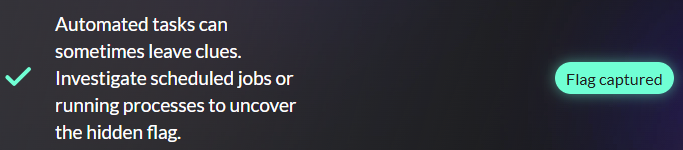 Automated tasks can
sometimes leave clues.
Investigate scheduled jobs or
running processes to uncover
the hidden flag.
Flag captured